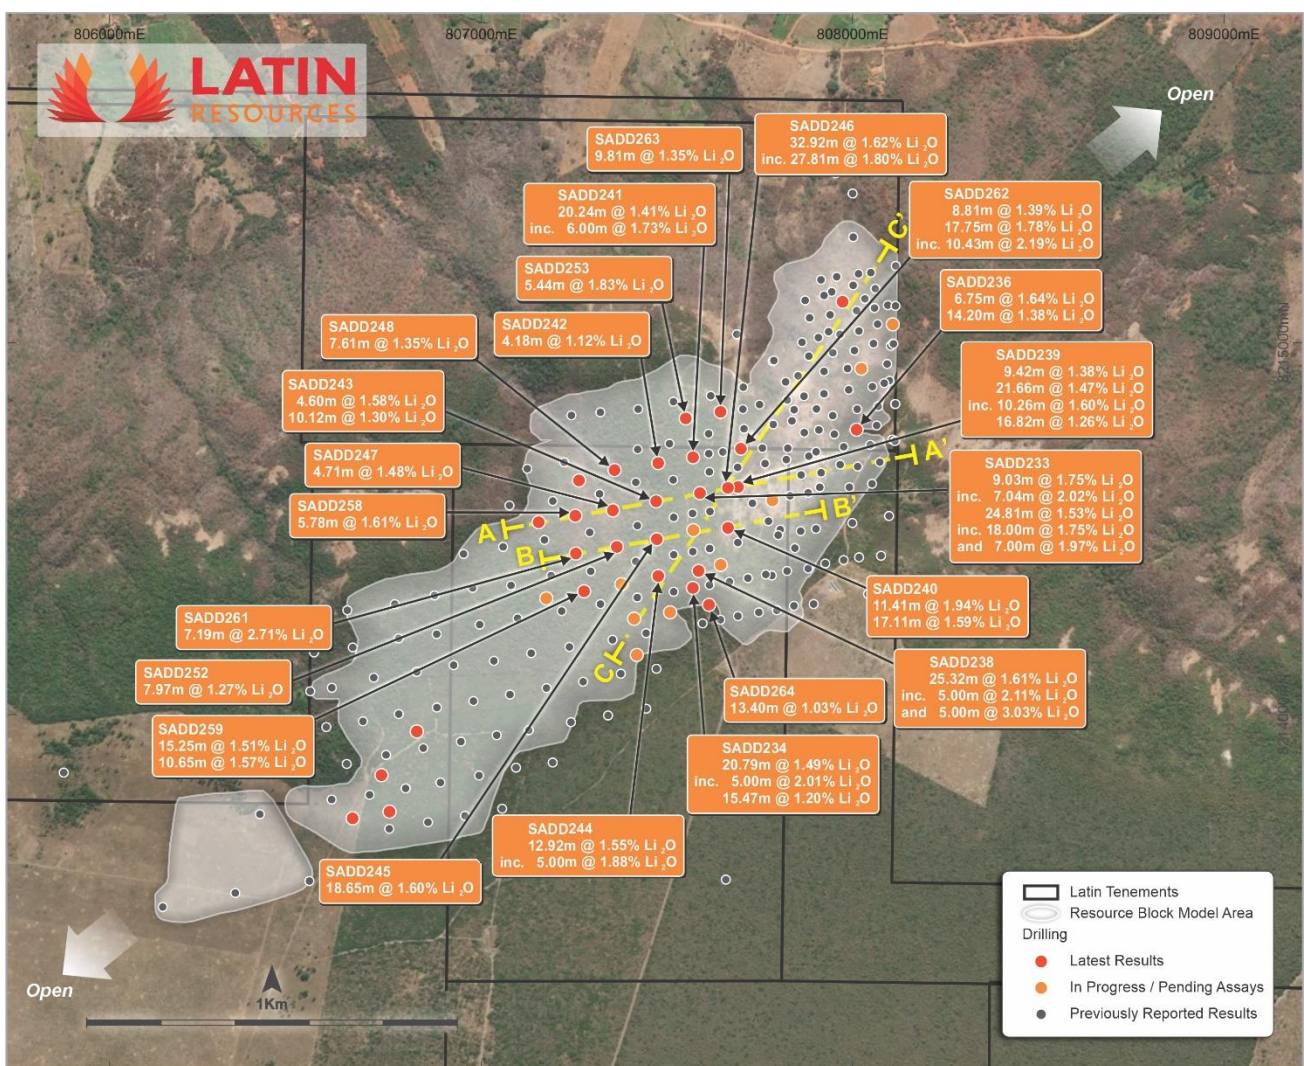 806000mE
807000mE
808000mE
809000mE
LATIN
RESOURCES
Open
SADD263
9.81m @ 1.35% Li₂O
SADD246
32.92m @ 1.62% Li₂O
inc. 27.81m @ 1.80% Li₂O
SADD241
20.24m @ 1.41% Li₂O
inc. 6.00m @ 1.73% Li₂O
SADD262
8.81m @ 1.39% Li₂O
17.75m @ 1.78% Li₂O
inc. 10.43m @ 2.19% Li₂O
C'
SADD253
5.44m @ 1.83% Li₂O
SADD236
6.75m @ 1.64% Li₂O
14.20m @ 1.38% Li₂O
SADD248
7.61m @ 1.35% Li₂O
SADD242
4.18m @ 1.12% Li₂O
SADD239
9.42m @ 1.38% Li₂O
21.66m @ 1.47% Li₂O
inc. 10.26m @ 1.60% Li₂O
16.82m @ 1.26% Li₂O
SADD243
4.60m @ 1.58% Li₂O
10.12m @ 1.30% Li₂O
SADD247
4.71m @ 1.48% Li₂O
A'
SADD233
9.03m @ 1.75% Li₂O
inc. 7.04m @ 2.02% Li₂O
24.81m @ 1.53% Li₂O
inc. 18.00m @ 1.75% Li₂O
and 7.00m @ 1.97% Li₂O
SADD258
5.78m @ 1.61% Li₂O
A
B'
B
SADD240
11.41m @ 1.94% Li₂O
17.11m @ 1.59% Li₂O
SADD261
7.19m @ 2.71% Li₂O
C
SADD252
7.97m @ 1.27% Li₂O
SADD238
25.32m @ 1.61% Li₂O
inc. 5.00m @ 2.11% Li₂O
and 5.00m @ 3.03% Li₂O
SADD264
13.40m @ 1.03% Li₂O
SADD259
15.25m @ 1.51% Li₂O
10.65m @ 1.57% Li₂O
SADD234
20.79m @ 1.49% Li₂O
inc. 5.00m @ 2.01% Li₂O
15.47m @ 1.20% Li₂O
SADD244
12.92m @ 1.55% Li₂O
inc. 5.00m @ 1.88% Li₂O
SADD245
18.65m @ 1.60% Li₂O
Open
1Km
Latin Tenements
Resource Block Model Area
Drilling
Latest Results
In Progress / Pending Assays
Previously Reported Results